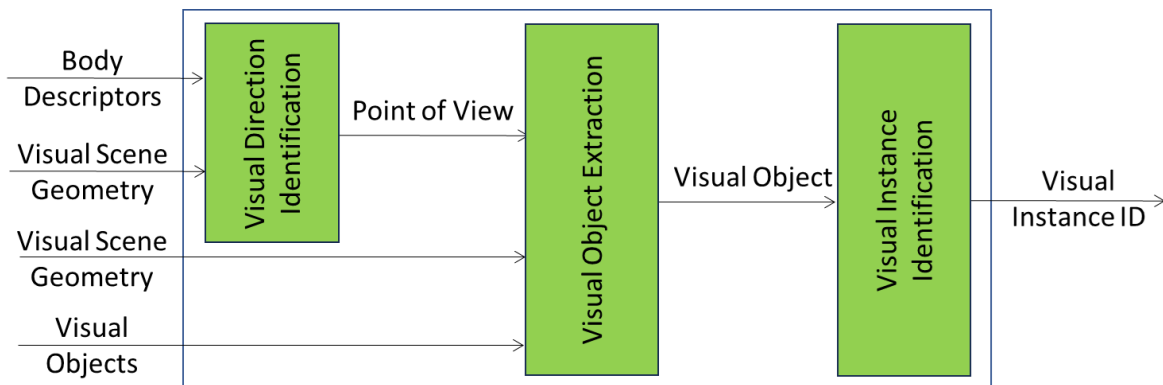 Body
Descriptors
Visual Scene
Geometry
Visual Scene
Geometry
Visual
Objects
Visual Direction
Identification
Point of View
Visual Object Extraction
Visual Object
Visual Instance
Identification
Visual
Instance ID